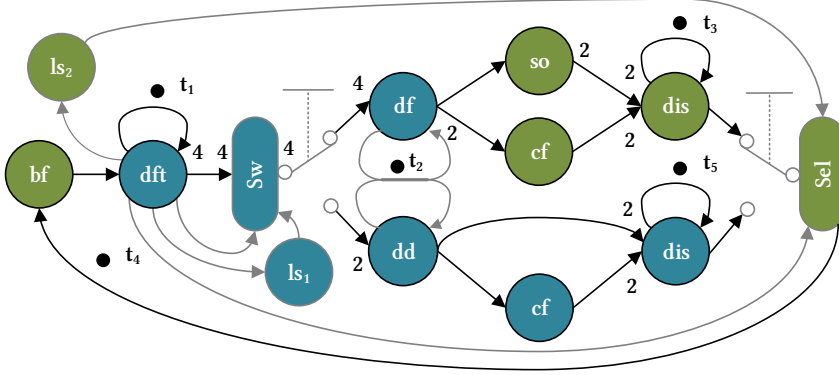 ls₂
t₁
t₃
so
2
2
4
df
dis
4
4
4
2
2
bf
dft
Sw
cf
t₂
t₅
Sel
2
t₄
ls₁
2
dd
dis
cf
2